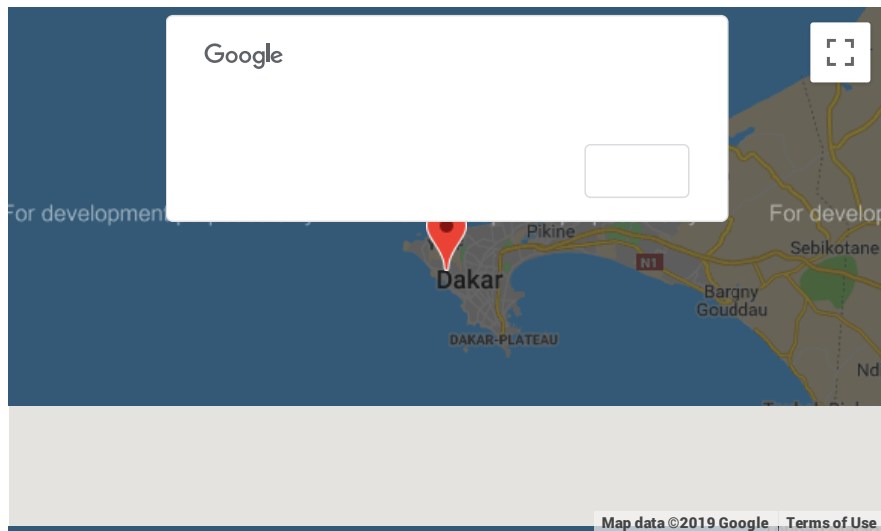 Google
For development
For develop
Pikine
Sebikotane
N1
Dakar
Bargny
Gouddau
DAKAR-PLATEAU
Nd
Map data ©2019 Google
Terms of Use